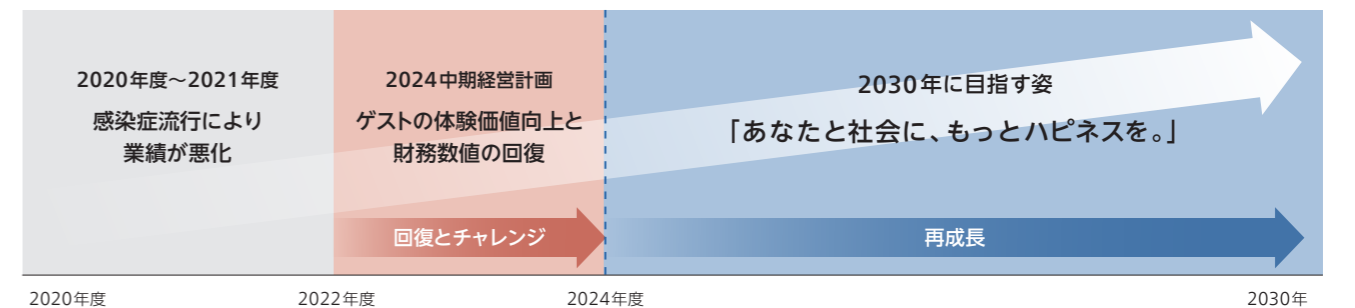 2020年度～2021年度
感染症流行により
業績が悪化
2024中期経営計画
ゲストの体験価値向上と
財務数値の回復
2030年に目指す姿
「あなたと社会に、もっとハピネスを。」
回復とチャレンジ
再成長
2020年度
2022年度
2024年度
2030年